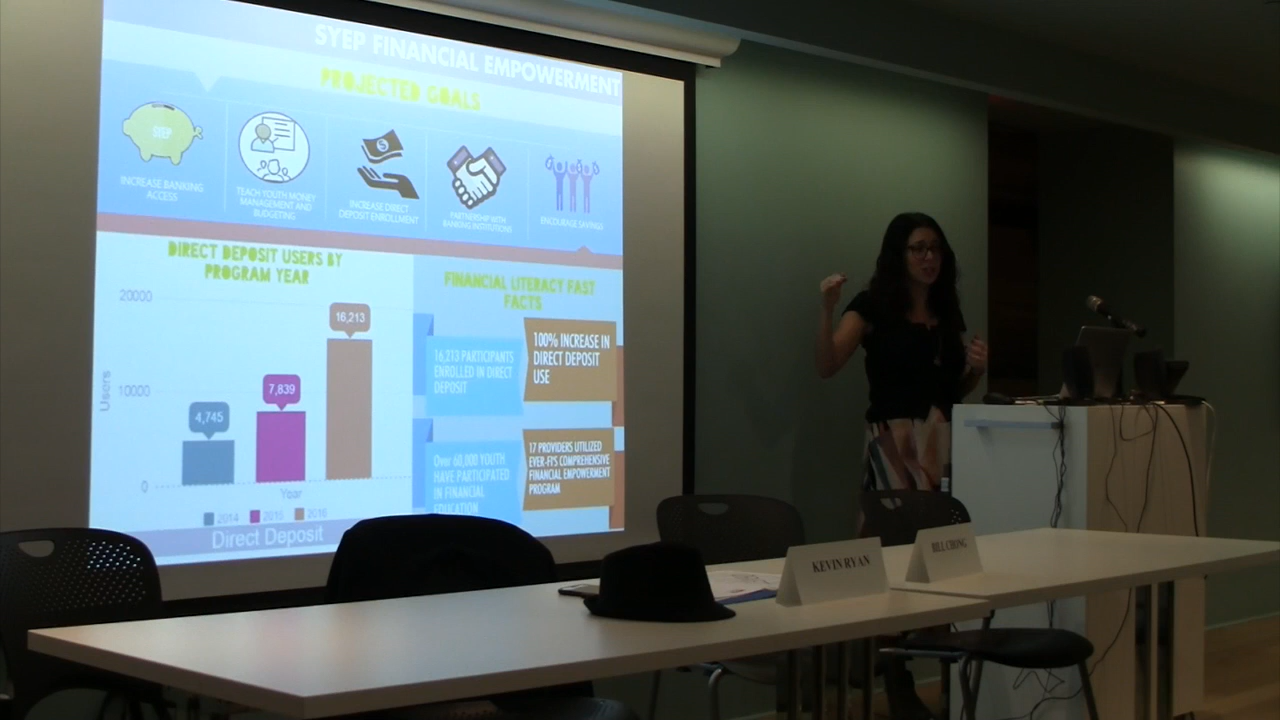 SYEP FINANCIAL EMPOWERMENT
PROJECTED GOALS
SYEP
INCREASE BANKING
ACCESS
TEACH YOUTH MONEY
MANAGEMENT AND
BUDGETING
INCREASE DIRECT
DEPOSIT ENROLLMENT
PARTNERSHIP WITH
BANKING INSTITUTIONS
ENCOURAGE SAVINGS
DIRECT DEPOSIT USERS BY
PROGRAM YEAR
20000
10000
0
Users
4,745
7,839
16,213
Year
2014 2015 2016
Direct Deposit
FINANCIAL LITERACY FAST
FACTS
16,213 PARTICIPANTS
ENROLLED IN DIRECT
DEPOSIT
100% INCREASE IN
DIRECT DEPOSIT
USE
Over 60,000 YOUTH
HAVE PARTICIPATED
IN FINANCIAL
EDUCATION
17 PROVIDERS UTILIZED
EVER-FI'S COMPREHENSIVE
FINANCIAL EMPOWERMENT
PROGRAM
KEVIN RYAN
BILL CHONG